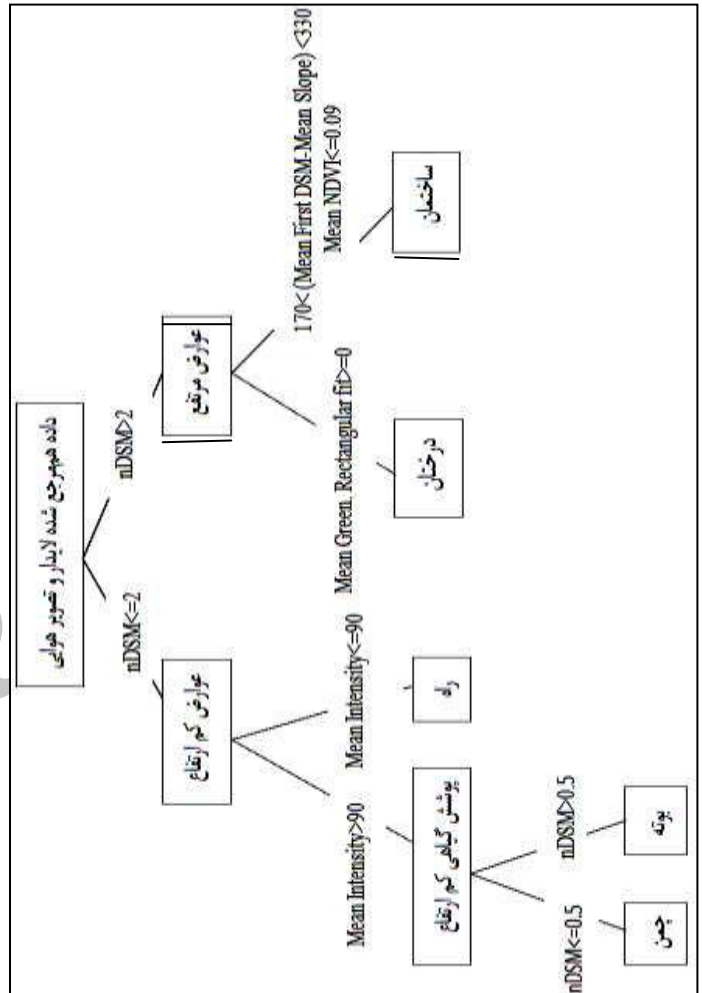 داده هم‌مرجع شده لایدار و تصویر هوایی
nDSM<=2
nDSM>2
عوارض کم ارتفاع
عوارض مرتفع
Mean Intensity>90
Mean Intensity<=90
Mean Green. Rectangular fit>=0
170<(Mean First DSM-Mean Slope) <330
Mean NDVI<=0.09
پوشش گیاهی کم ارتفاع
راه
درختان
ساختمان
nDSM<=0.5
nDSM>0.5
چمن
بوته